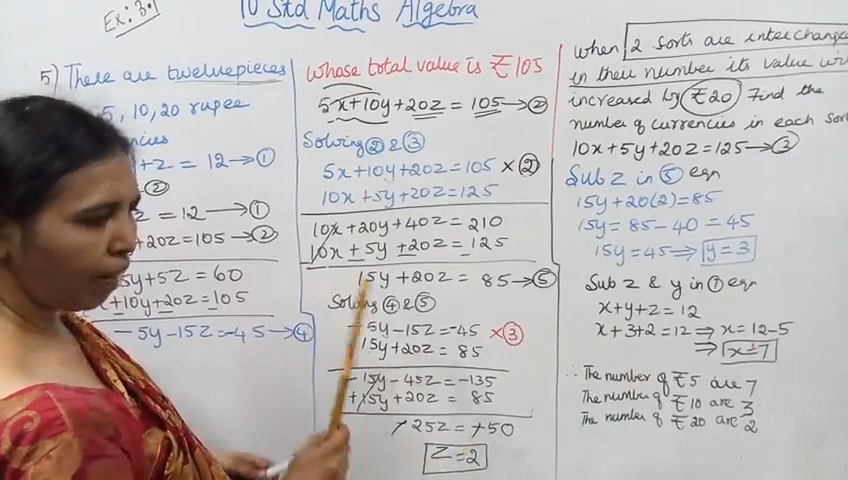 Ex: 3.
10 Std Maths Algebra
5) There are twelve pieces
5, 10, 20 rupee
+z = 12 → ①
②
z = 12 → ①
+20z = 105 → ②
5y + 5z = 60
x + 10y + 20z = 105
-5y - 15z = -45 → ④
whose total value is ₹105
5x + 10y + 20z = 105 → ②
Solving ② & ③
5x + 10y + 20z = 105 × ②
10x + 5y + 20z = 125
10x + 20y + 40z = 210
10x + 5y + 20z = 125
15y + 20z = 85 → ⑤
Solving ④ & ⑤
-5y - 15z = -45 × ③
15y + 20z = 85
-15y - 45z = -135
+15y + 20z = 85
-25z = -50
z = 2
when 2 sorts are interchange
in their number its value wi
increased by ₹20 Find the
number of currencies in each sor
10x + 5y + 20z = 125 → ③
Sub z in ⑤ eqn
15y + 20(2) = 85
15y = 85 - 40 = 45
15y = 45 ⇒ y = 3
Sub z & y in ① eqn
x + y + z = 12
x + 3 + 2 = 12 ⇒ x = 12 - 5
⇒ x = 7
∴ The number of ₹5 are 7
The number of ₹10 are 3
The number of ₹20 are 2